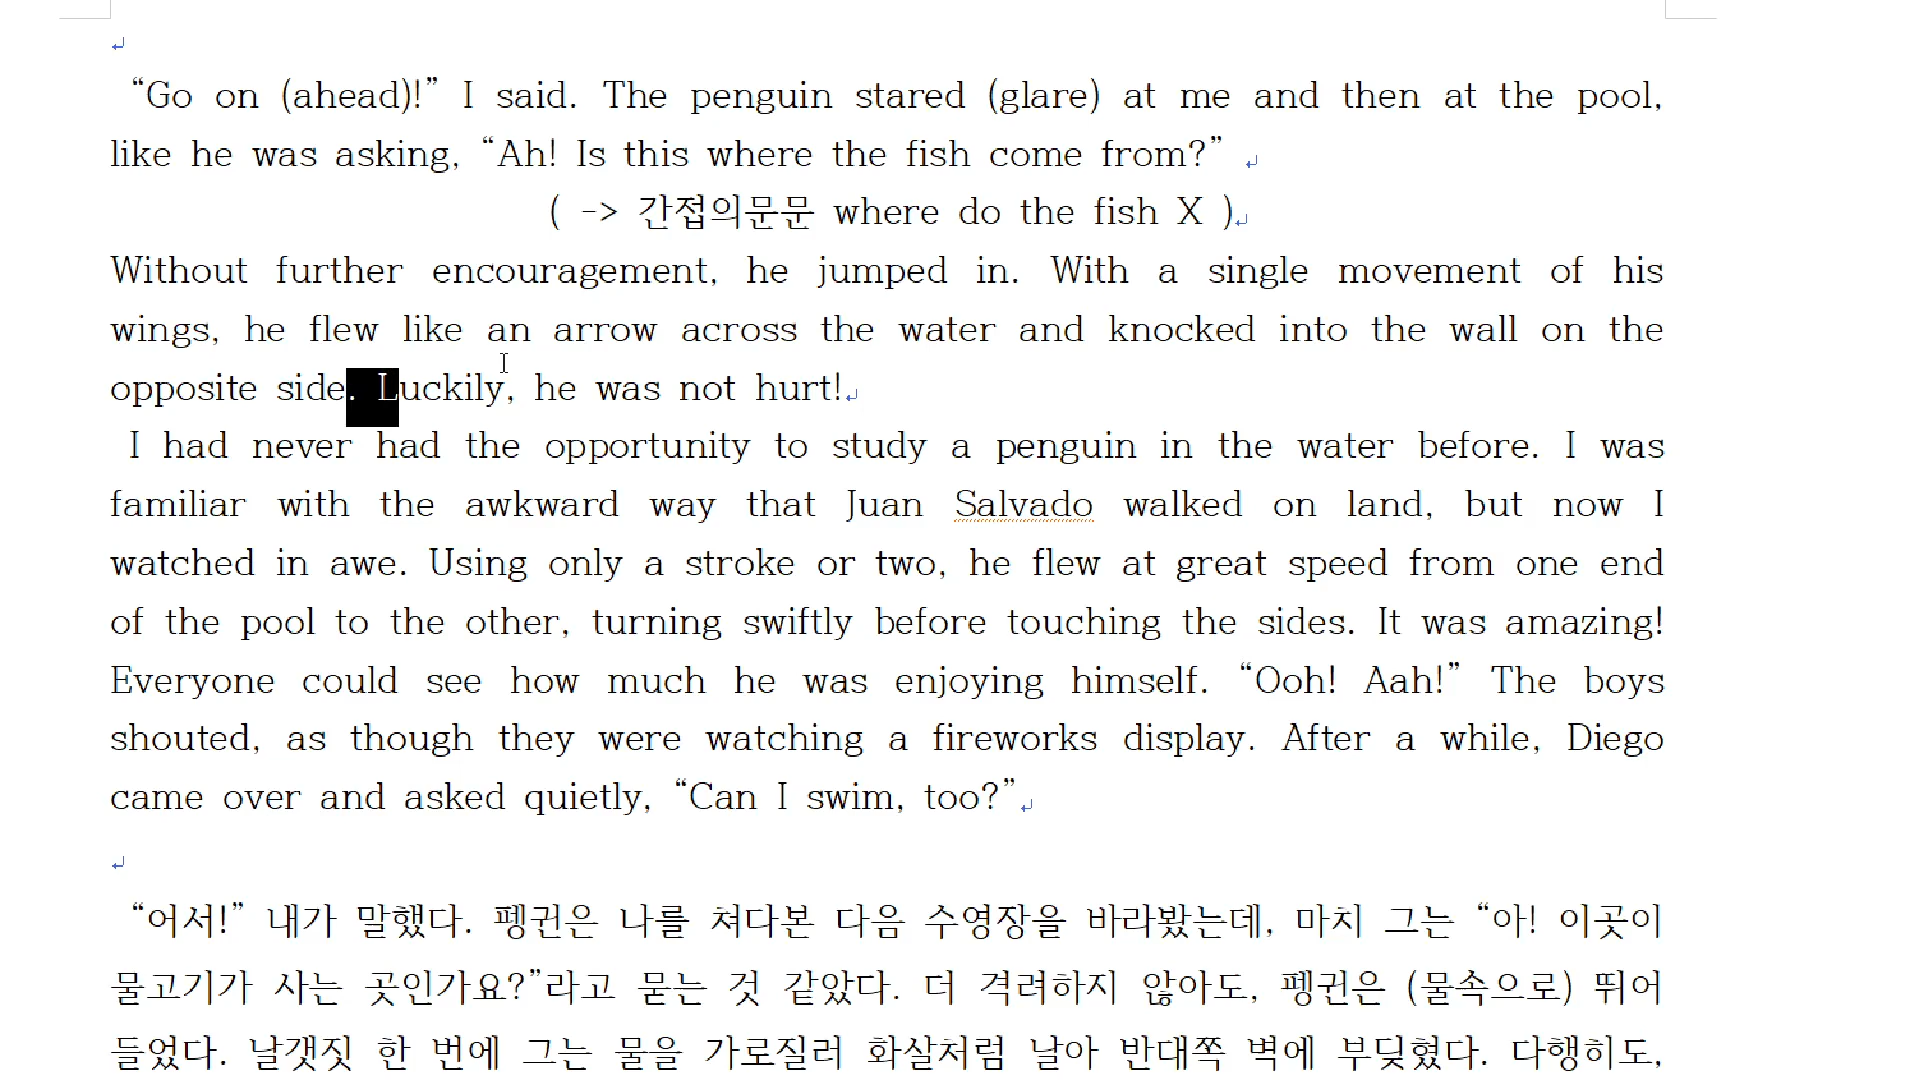 “Go on (ahead)!” I said. The penguin stared (glare) at me and then at the pool,
like he was asking, “Ah! Is this where the fish come from?”
( -> 간접의문문 where do the fish X )
Without further encouragement, he jumped in. With a single movement of his
wings, he flew like an arrow across the water and knocked into the wall on the
opposite side. Luckily, he was not hurt!
I had never had the opportunity to study a penguin in the water before. I was
familiar with the awkward way that Juan Salvado walked on land, but now I
watched in awe. Using only a stroke or two, he flew at great speed from one end
of the pool to the other, turning swiftly before touching the sides. It was amazing!
Everyone could see how much he was enjoying himself. “Ooh! Aah!” The boys
shouted, as though they were watching a fireworks display. After a while, Diego
came over and asked quietly, “Can I swim, too?”
“어서!” 내가 말했다. 펭귄은 나를 쳐다본 다음 수영장을 바라봤는데, 마치 그는 “아! 이곳이
물고기가 사는 곳인가요?”라고 묻는 것 같았다. 더 격려하지 않아도, 펭귄은 (물속으로) 뛰어
들었다. 날갯짓 한 번에 그는 물을 가로질러 화살처럼 날아 반대쪽 벽에 부딪혔다. 다행히도,